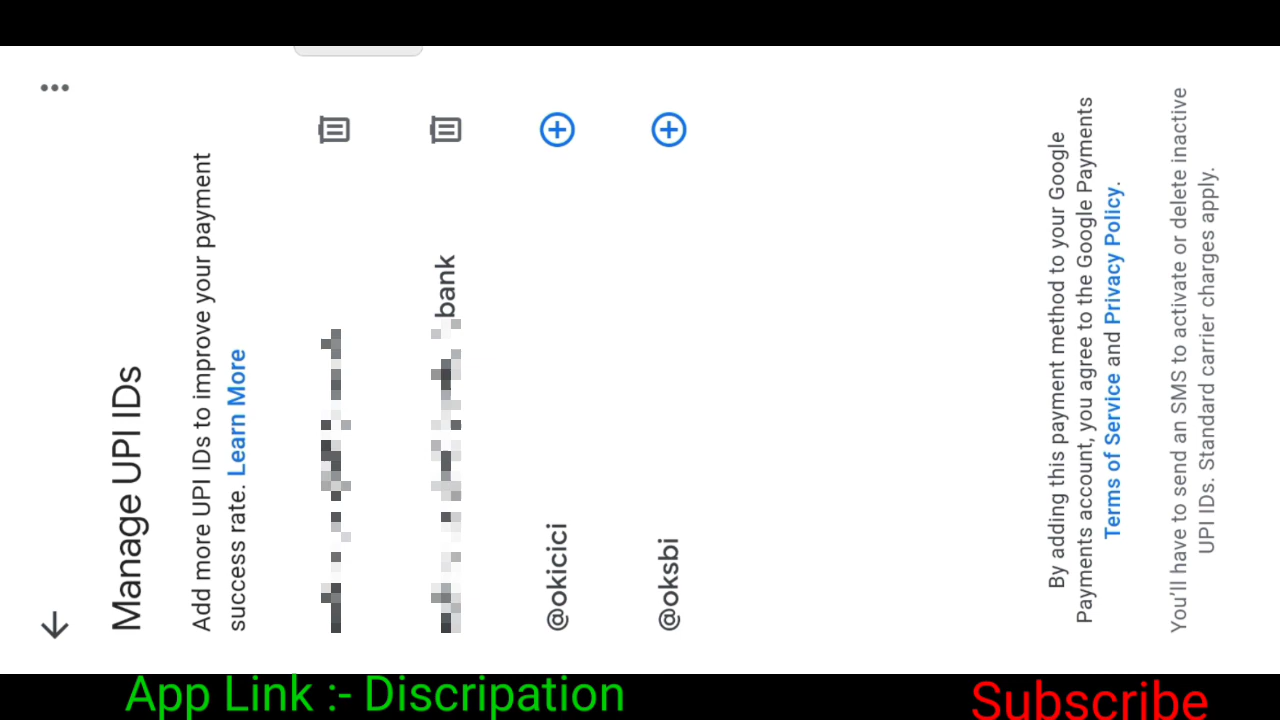 Manage UPI IDs
Add more UPI IDs to improve your payment
success rate. Learn More
bank
@okicici
@oksbi
By adding this payment method to your Google
Payments account, you agree to the Google Payments
Terms of Service and Privacy Policy.
You'll have to send an SMS to activate or delete inactive
UPI IDs. Standard carrier charges apply.
App Link :- Discripation
Subscribe